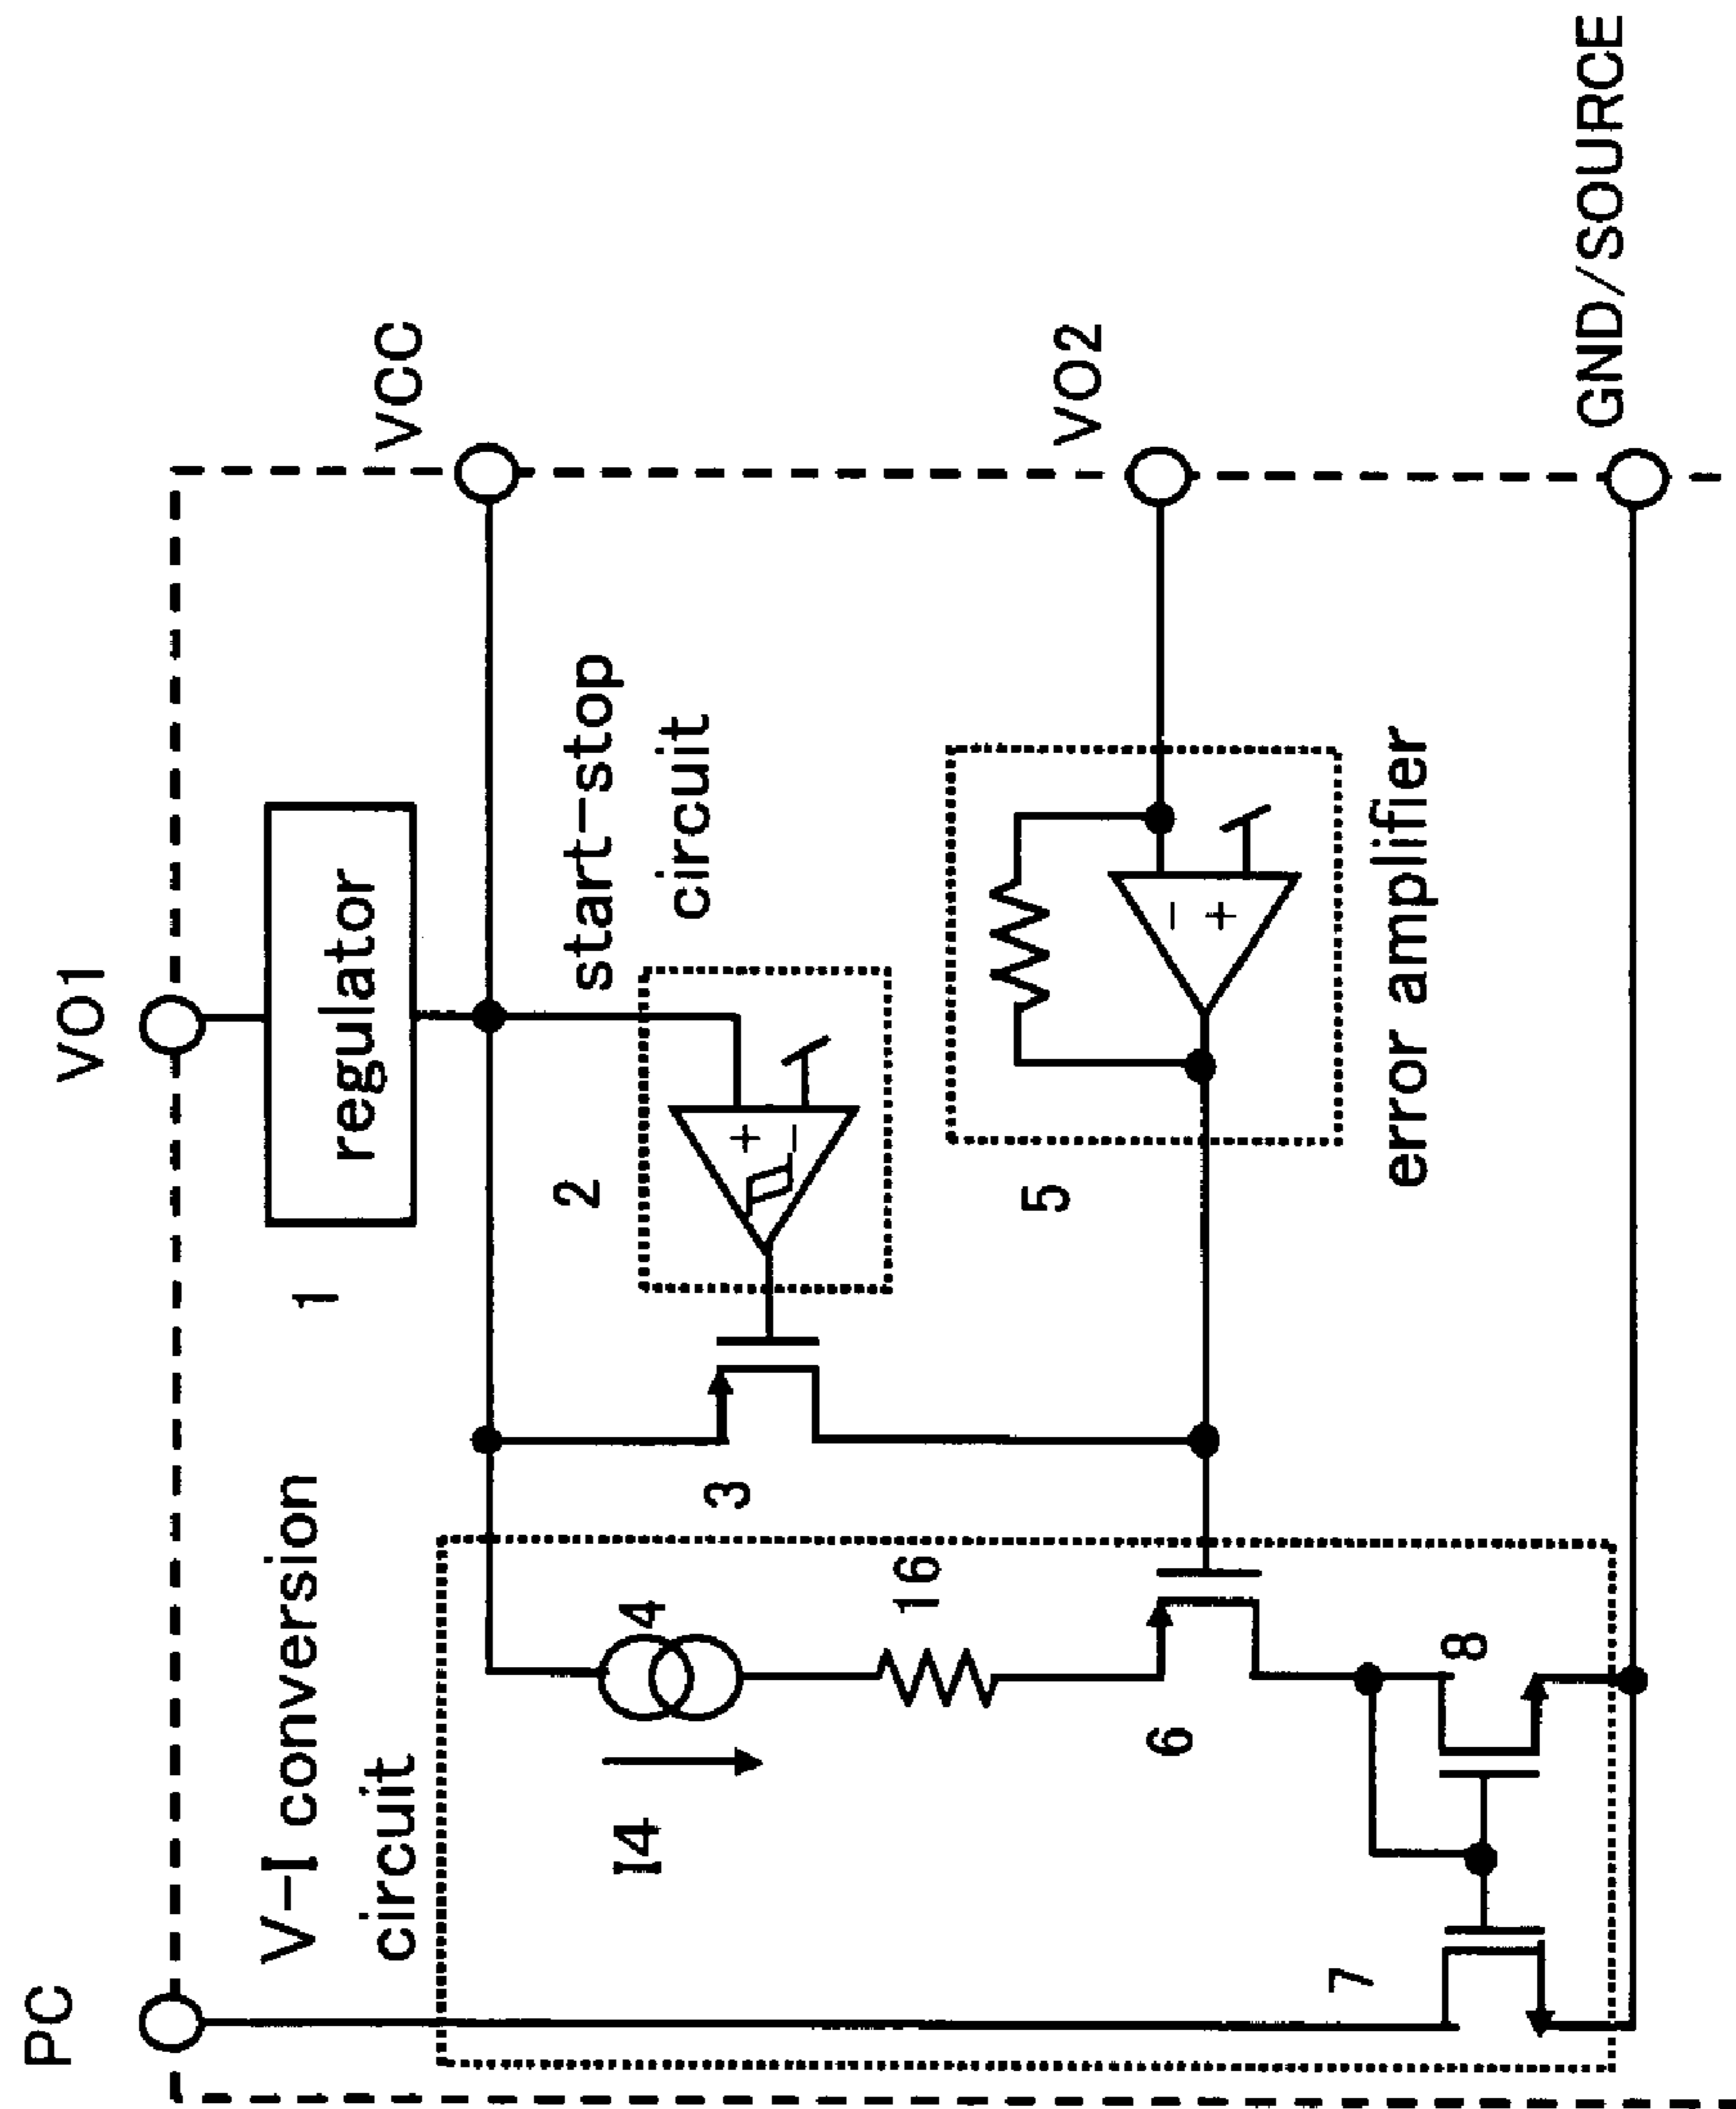 PC
VO1
V-I conversion
circuit
1
regulator
VCC
I4
4
16
3
2
start-stop
circuit
6
5
VO2
7
8
error amplifier
GND/SOURCE
+
−
−
+